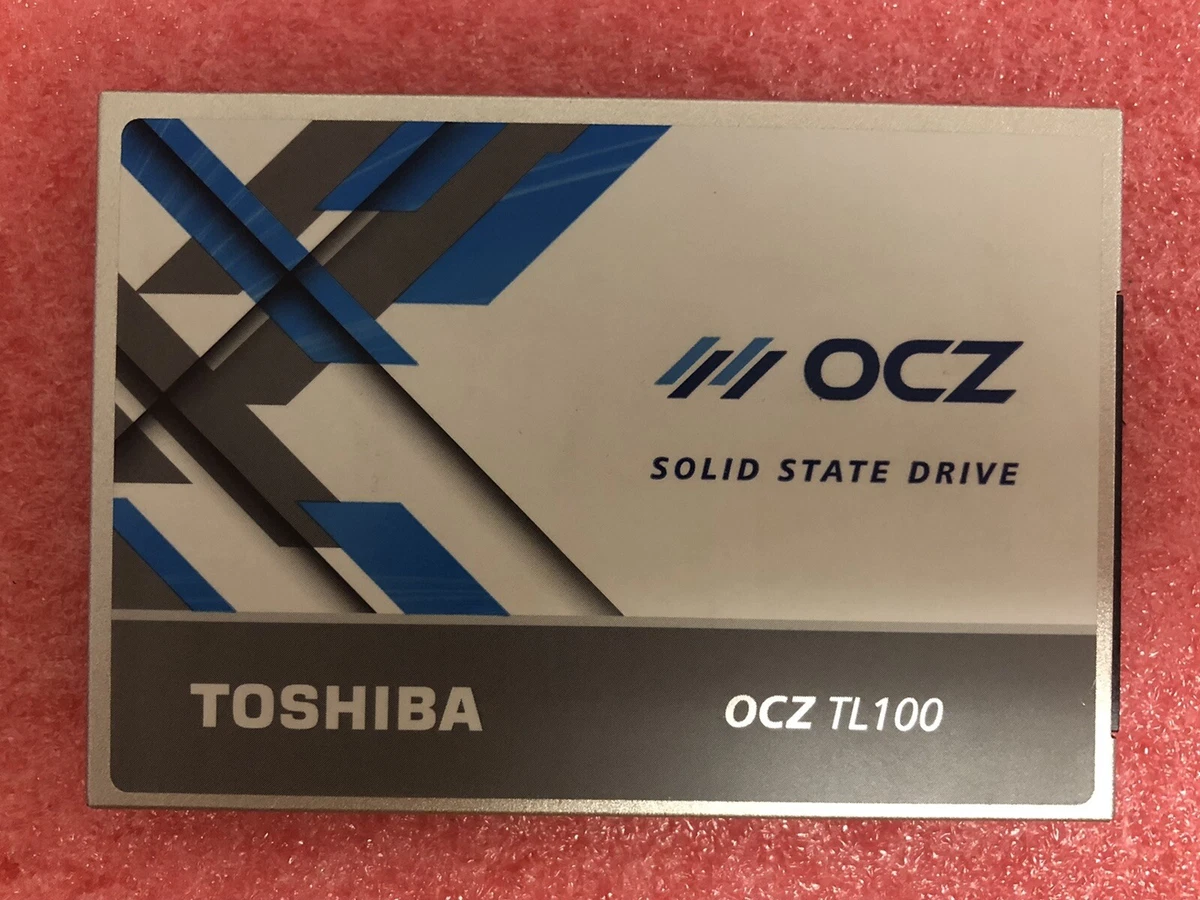 OCZ
SOLID STATE DRIVE
TOSHIBA
OCZ TL100